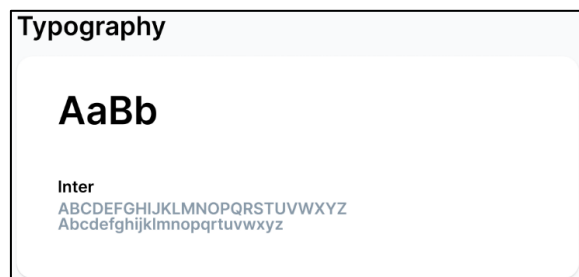 Typography
AaBb
Inter
ABCDEFGHIJKLMNOPQRSTUVWXYZ
Abcdefghijklmnopqrtuvwxyz